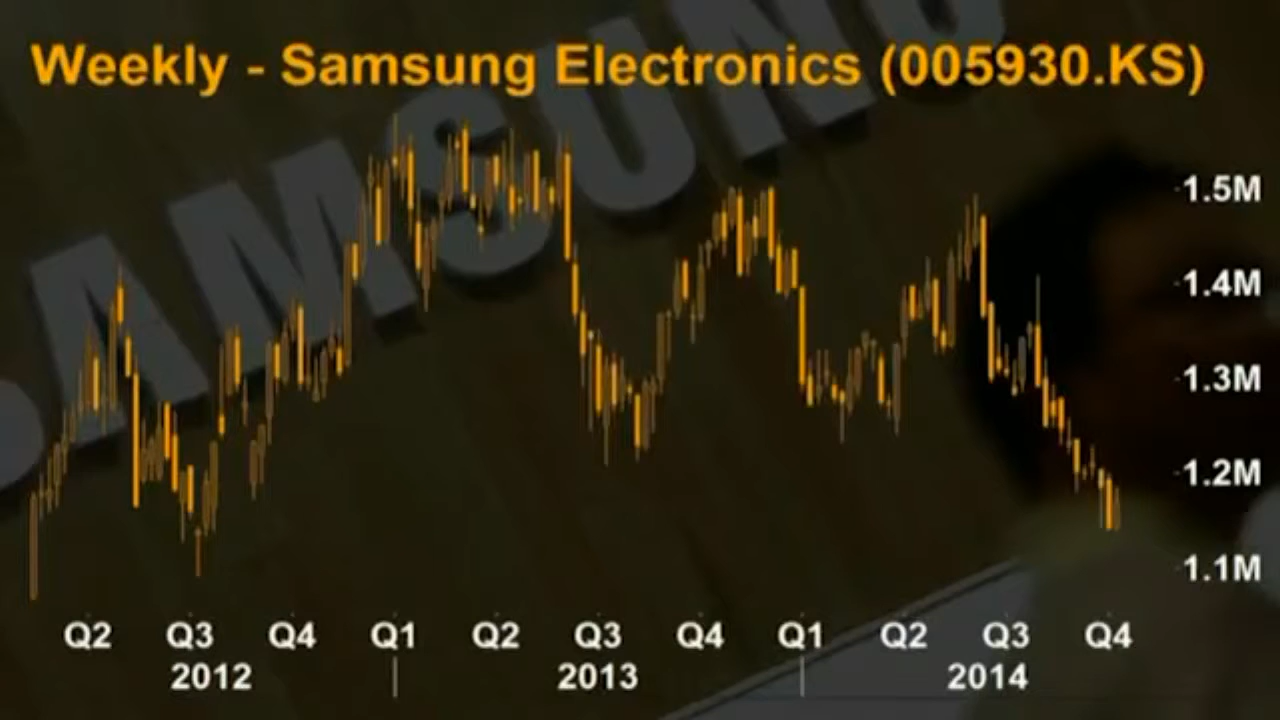 Weekly - Samsung Electronics (005930.KS)
SAMSUNG
1.5M
1.4M
1.3M
1.2M
1.1M
Q2 Q3 Q4 Q1 Q2 Q3 Q4 Q1 Q2 Q3 Q4
2012 2013 2014